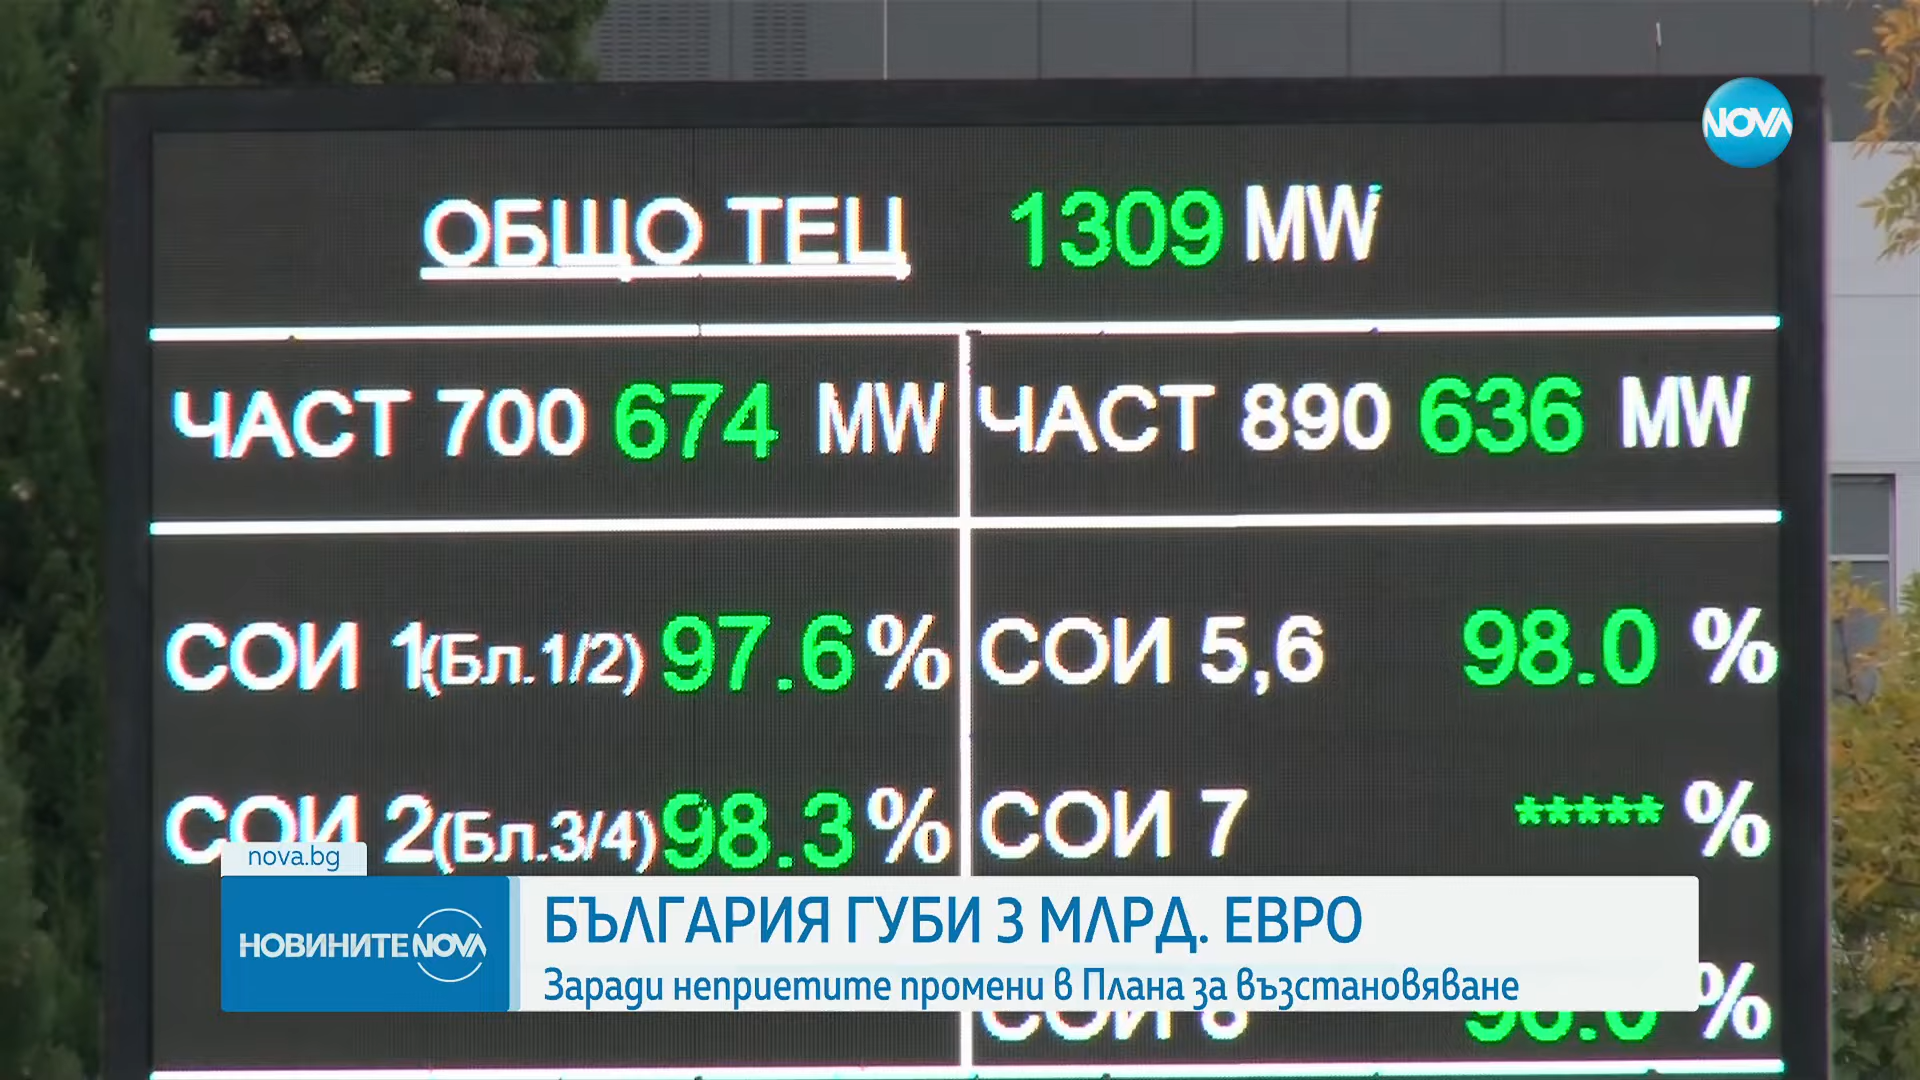 NOVA
ОБЩО ТЕЦ 1309 MW
ЧАСТ 700 674 MW
ЧАСТ 890 636 MW
СОИ 1(Бл.1/2) 97.6 %
СОИ 5,6 98.0 %
СОИ 2(Бл.3/4) 98.3 %
СОИ 7 ***** %
nova.bg
НОВИНИТЕ NOVA
БЪЛГАРИЯ ГУБИ 3 МЛРД. ЕВРО
Заради неприетите промени в Плана за възстановяване
СОИ 8 %